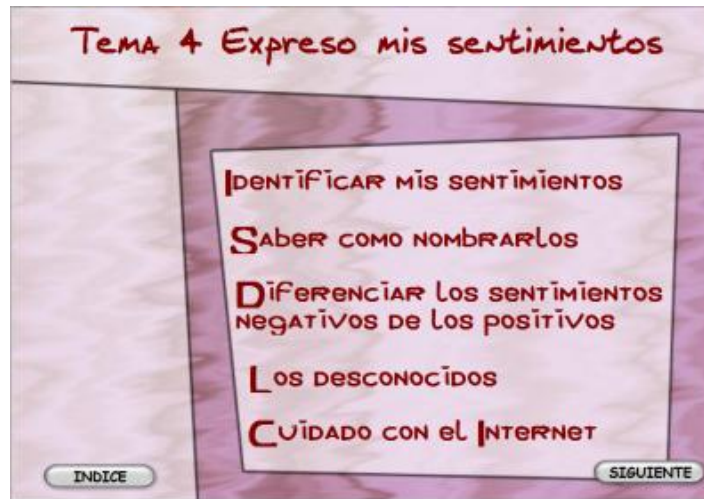 Tema 4 Expreso mis sentimientos
Identificar mis sentimientos
Saber como nombrarlos
Diferenciar los sentimientos
negativos de los positivos
Los desconocidos
Cuidado con el Internet
INDICE
SIGUIENTE